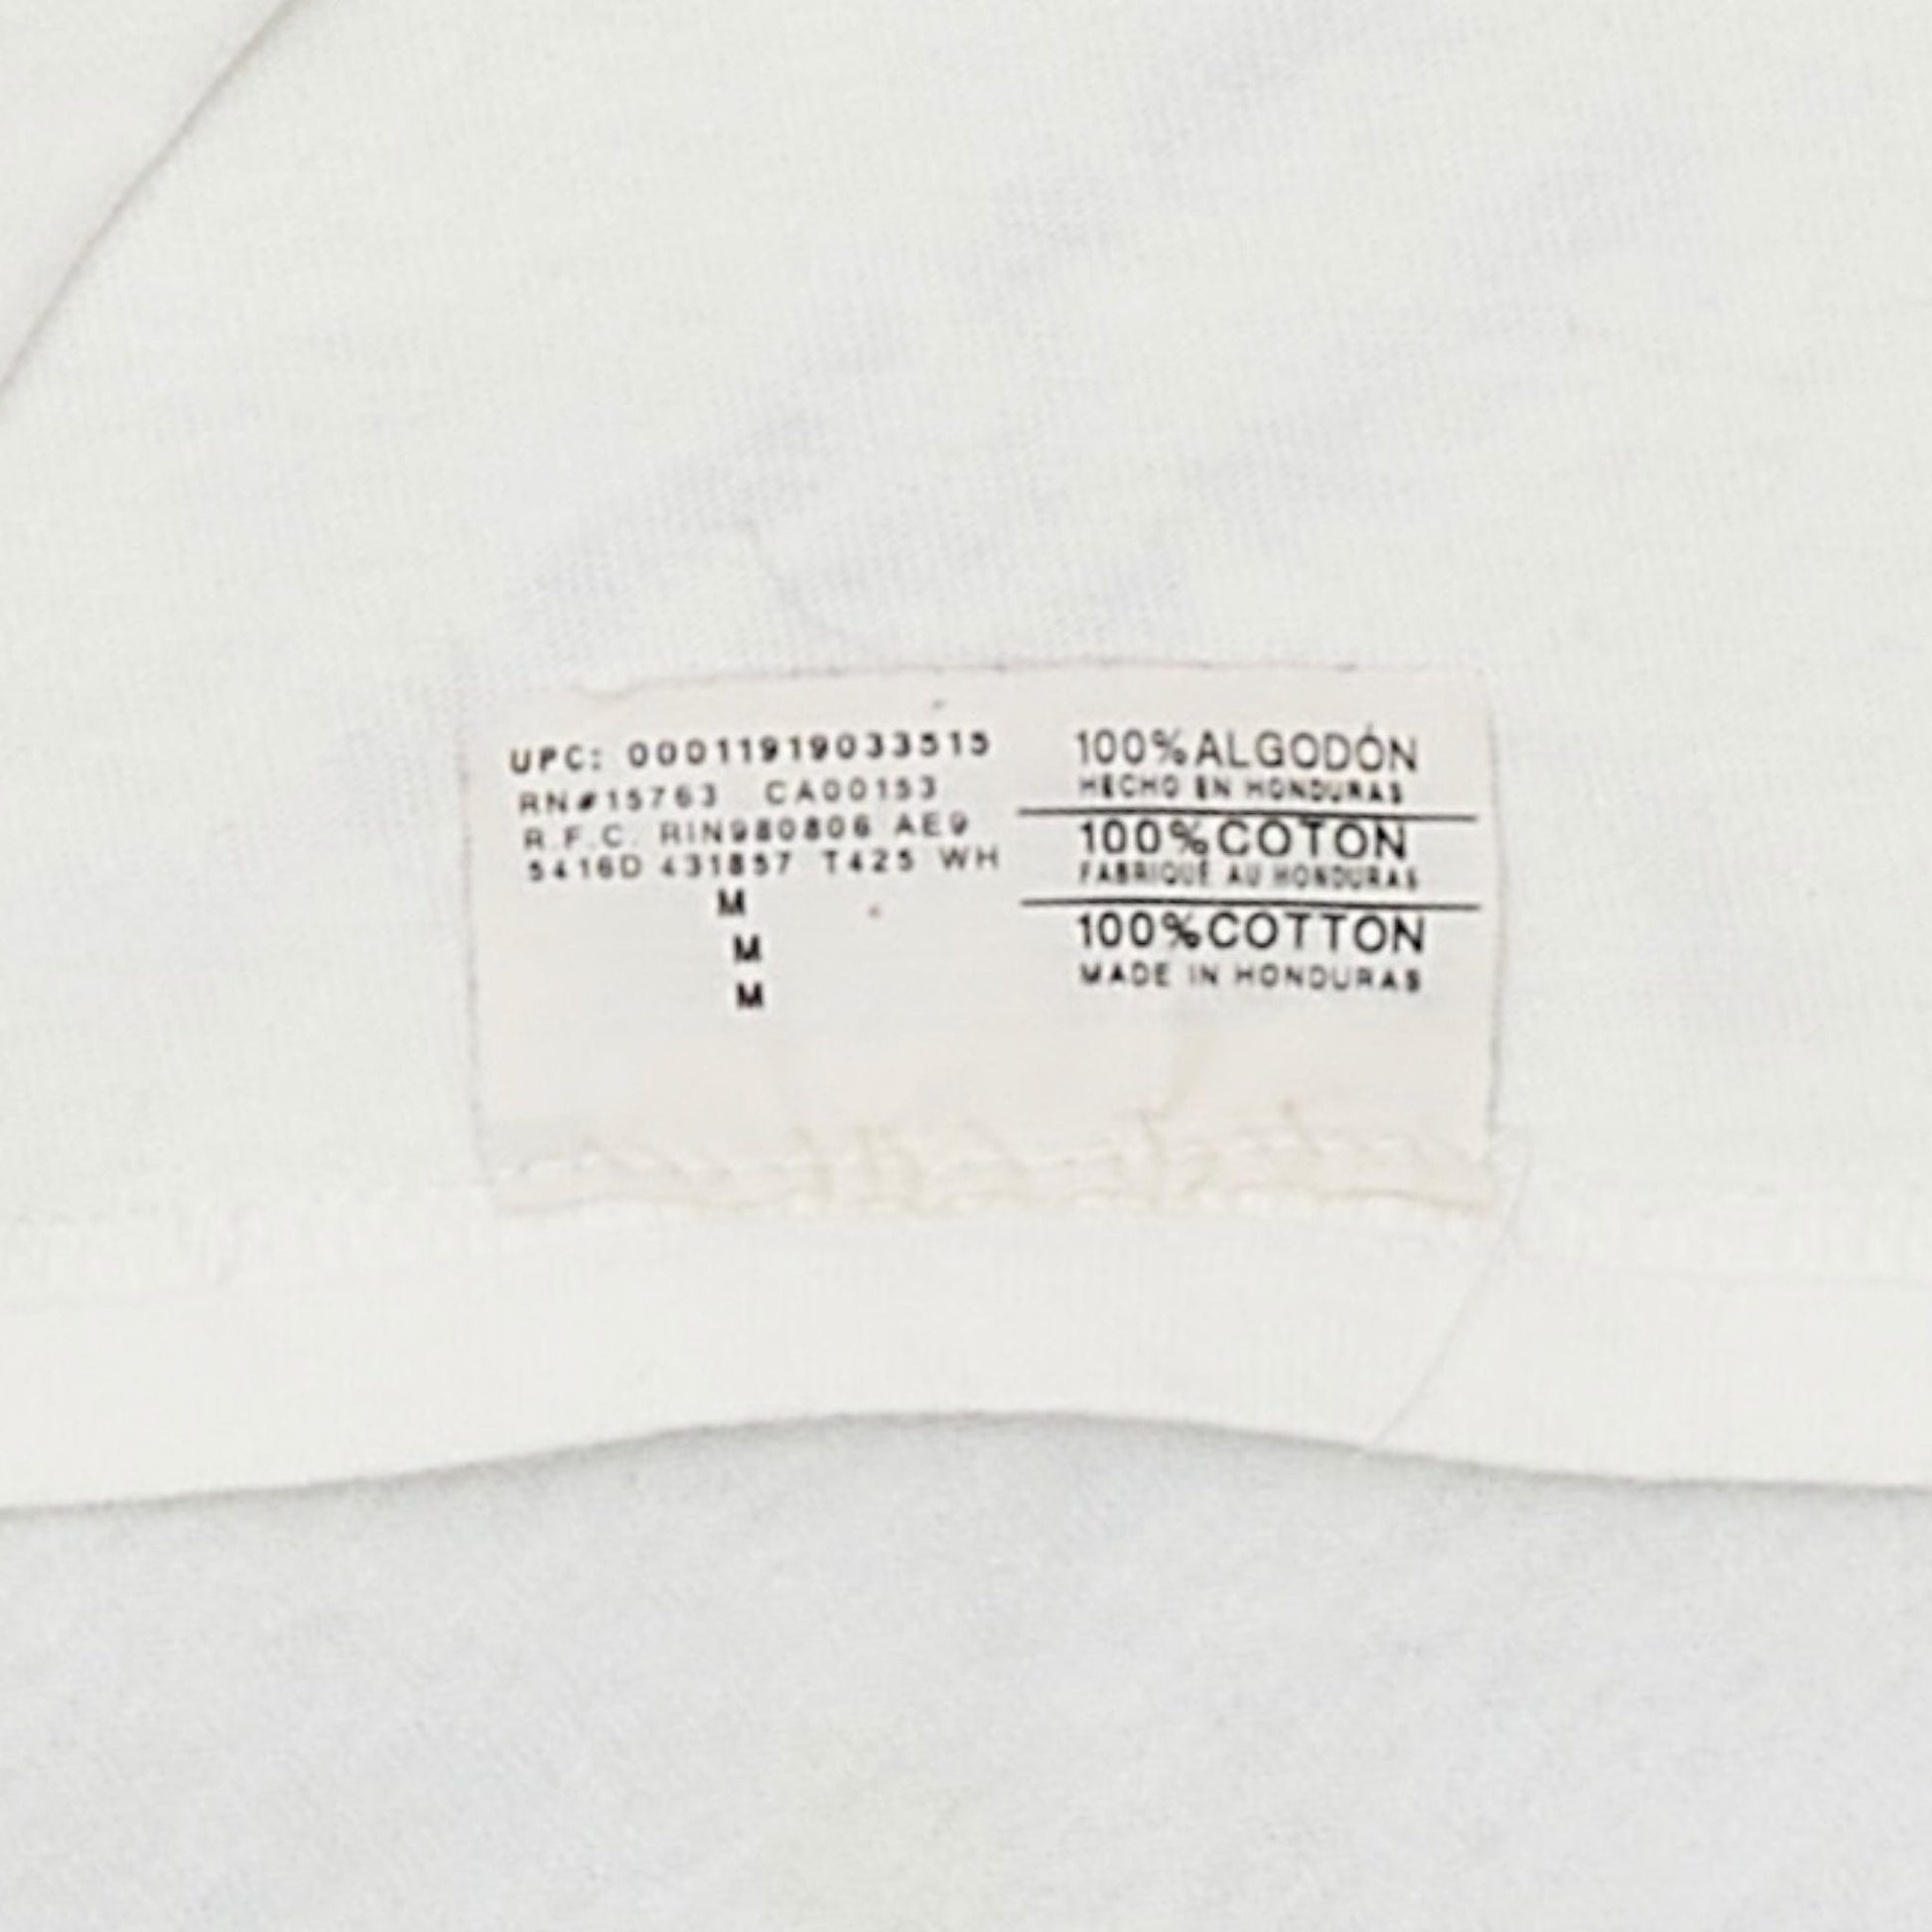 UPC: 00011919033515
RN#15763 CA00153
R.F.C. RIN980806 AE9
5416D 431857 T425 WH
M
M
M
100%ALGODÓN
HECHO EN HONDURAS
100%COTON
FABRIQUÉ AU HONDURAS
100%COTTON
MADE IN HONDURAS